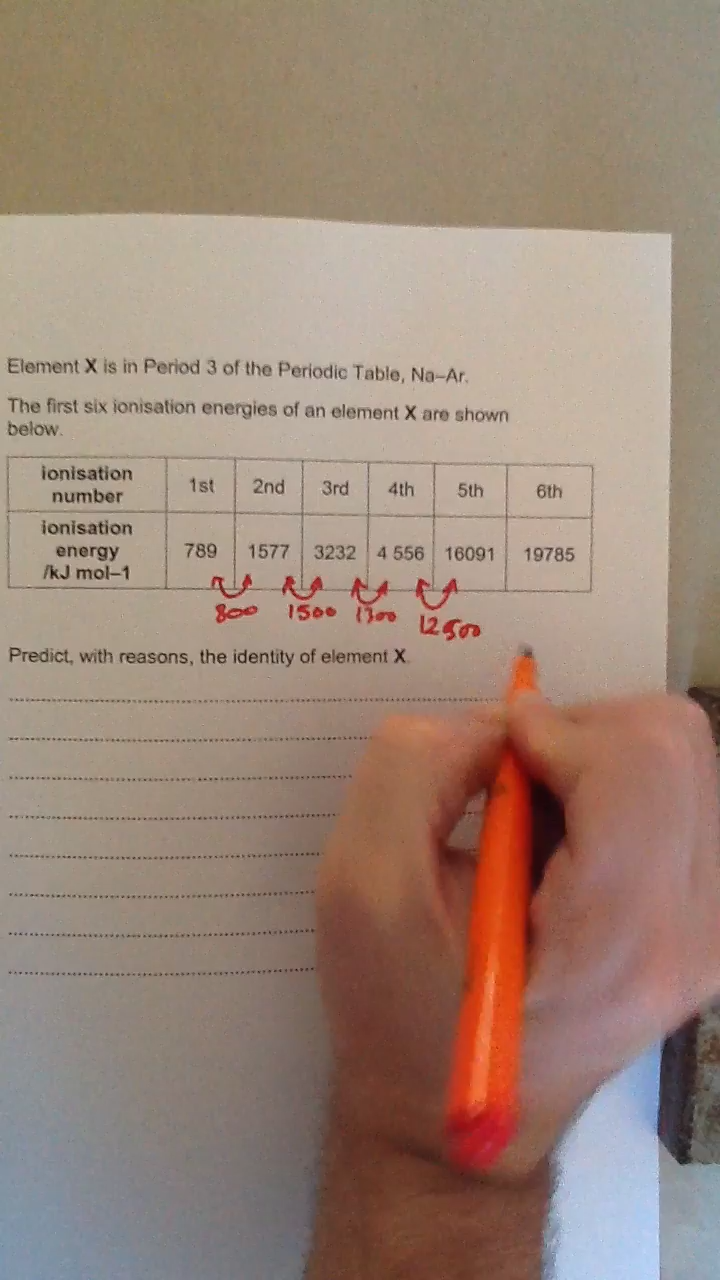 Element X is in Period 3 of the Periodic Table, Na–Ar.
The first six ionisation energies of an element X are shown
below.
ionisation number 1st 2nd 3rd 4th 5th 6th
ionisation energy /kJ mol–1 789 1577 3232 4 556 16091 19785
800 1500 1300 12500
Predict, with reasons, the identity of element X.